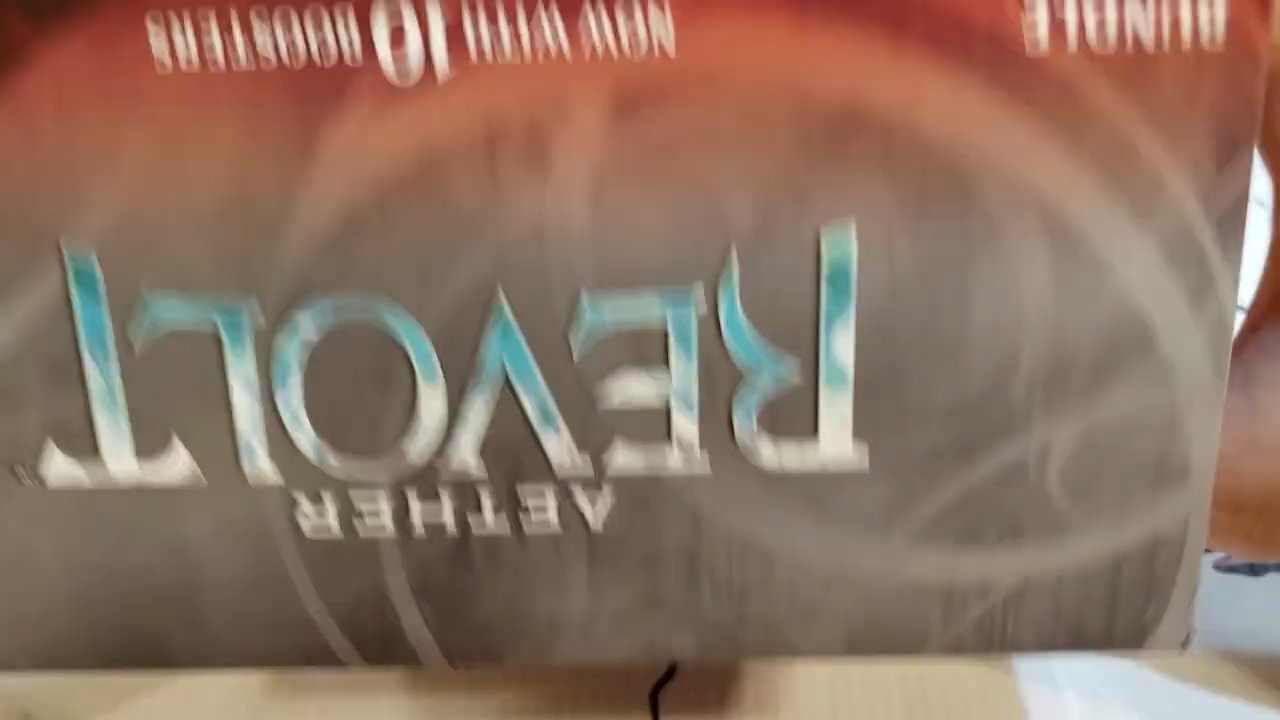 AETHER
REVOLT
BUNDLE
NOW WITH 10 BOOSTERS